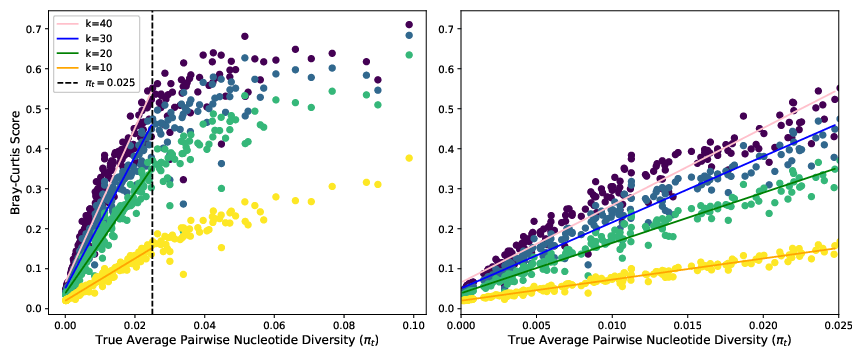 k=40
k=30
k=20
k=10
πt = 0.025
Bray-Curtis Score
0.7
0.6
0.5
0.4
0.3
0.2
0.1
0.0
0.00 0.02 0.04 0.06 0.08 0.10
True Average Pairwise Nucleotide Diversity (πt)
0.7
0.6
0.5
0.4
0.3
0.2
0.1
0.0
0.000 0.005 0.010 0.015 0.020 0.025
True Average Pairwise Nucleotide Diversity (πt)